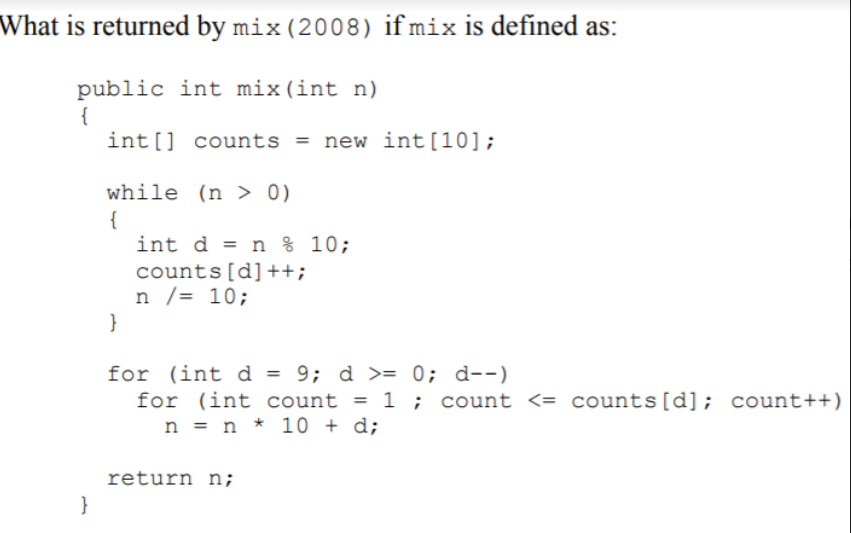 What is returned by mix(2008) if mix is defined as:
public int mix(int n)
{
int[] counts = new int[10];
while (n > 0)
{
int d = n % 10;
counts[d]++;
n /= 10;
}
for (int d = 9; d >= 0; d--)
for (int count = 1 ; count <= counts[d]; count++)
n = n * 10 + d;
return n;
}